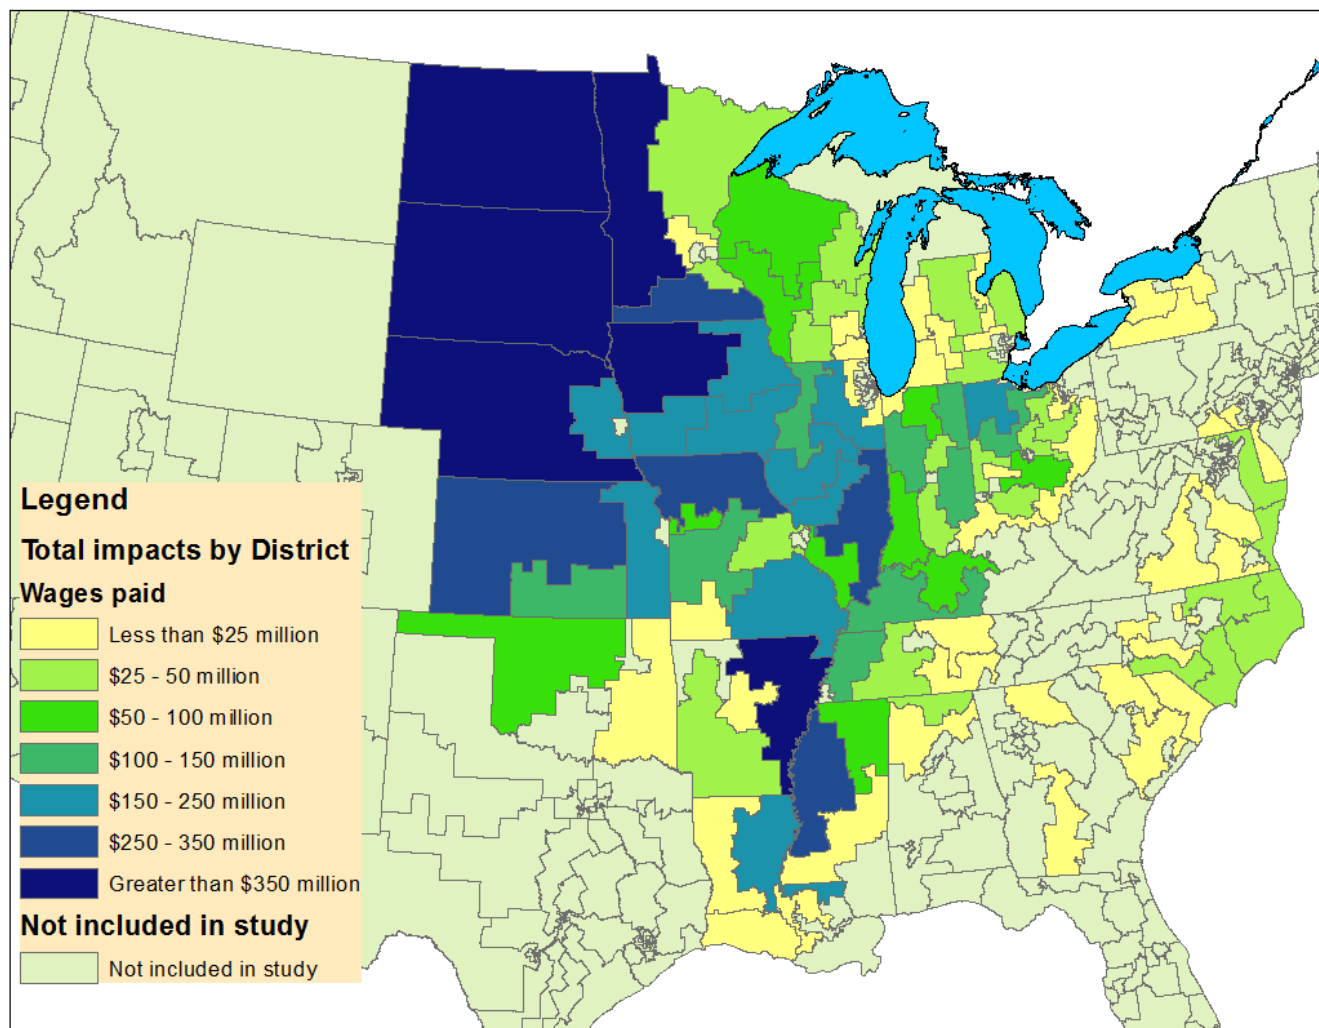 Legend
Total impacts by District
Wages paid
Less than $25 million
$25 - 50 million
$50 - 100 million
$100 - 150 million
$150 - 250 million
$250 - 350 million
Greater than $350 million
Not included in study
Not included in study